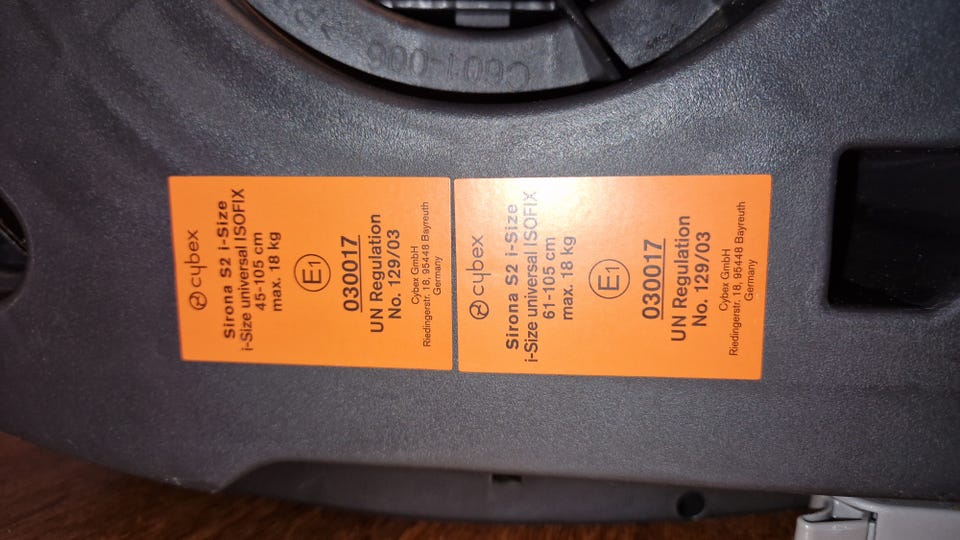 C601-006
cybex
Sirona S2 i-Size
i-Size universal ISOFIX
45-105 cm
max. 18 kg
E1
030017
UN Regulation
No. 129/03
Cybex GmbH
Riedingerstr. 18, 95448 Bayreuth
Germany
cybex
Sirona S2 i-Size
i-Size universal ISOFIX
61-105 cm
max. 18 kg
E1
030017
UN Regulation
No. 129/03
Cybex GmbH
Riedingerstr. 18, 95448 Bayreuth
Germany